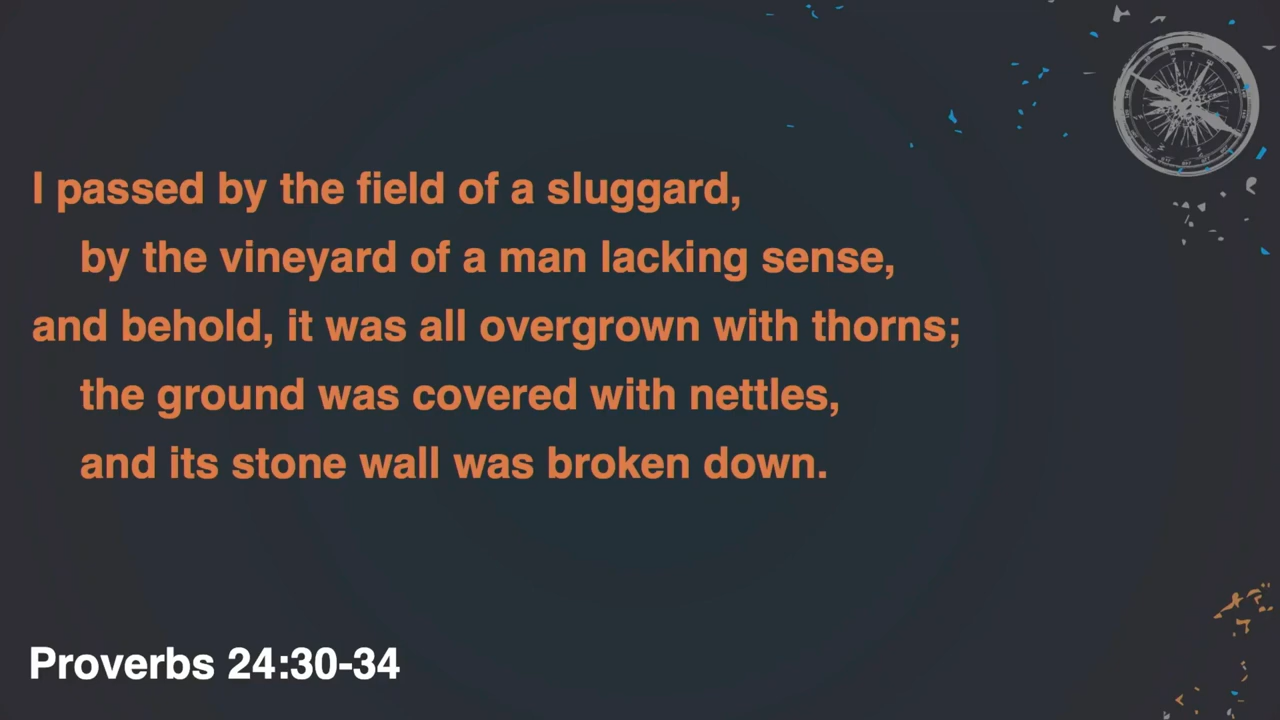 I passed by the field of a sluggard,
by the vineyard of a man lacking sense,
and behold, it was all overgrown with thorns;
the ground was covered with nettles,
and its stone wall was broken down.
Proverbs 24:30-34